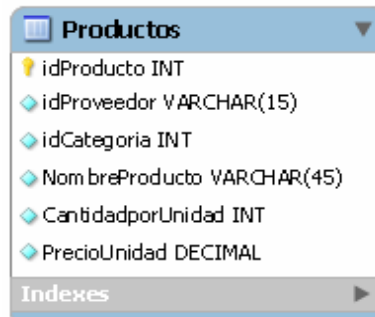 Productos
idProducto INT
idProveedor VARCHAR(15)
idCategoria INT
NombreProducto VARCHAR(45)
CantidadporUnidad INT
PrecioUnidad DECIMAL
Indexes